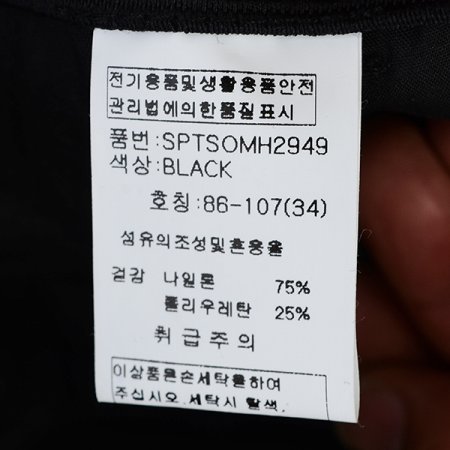 전기용품및생활용품안전
관리법에의한품질표시
품번:SPTSOMH2949
색상:BLACK
호칭:86-107(34)
섬유의조성및혼용율
겉감 나일론 75%
폴리우레탄 25%
취급주의
이상품은손세탁을하여
주십시오.세탁시 탈색,